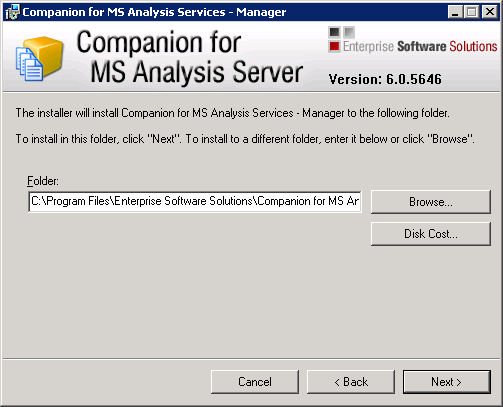 Companion for MS Analysis Services - Manager
Companion for
MS Analysis Server
Enterprise Software Solutions
Version: 6.0.5646
The installer will install Companion for MS Analysis Services - Manager to the following folder.
To install in this folder, click "Next". To install to a different folder, enter it below or click "Browse".
Folder:
C:\Program Files\Enterprise Software Solutions\Companion for MS An
Browse...
Disk Cost...
Cancel
< Back
Next >